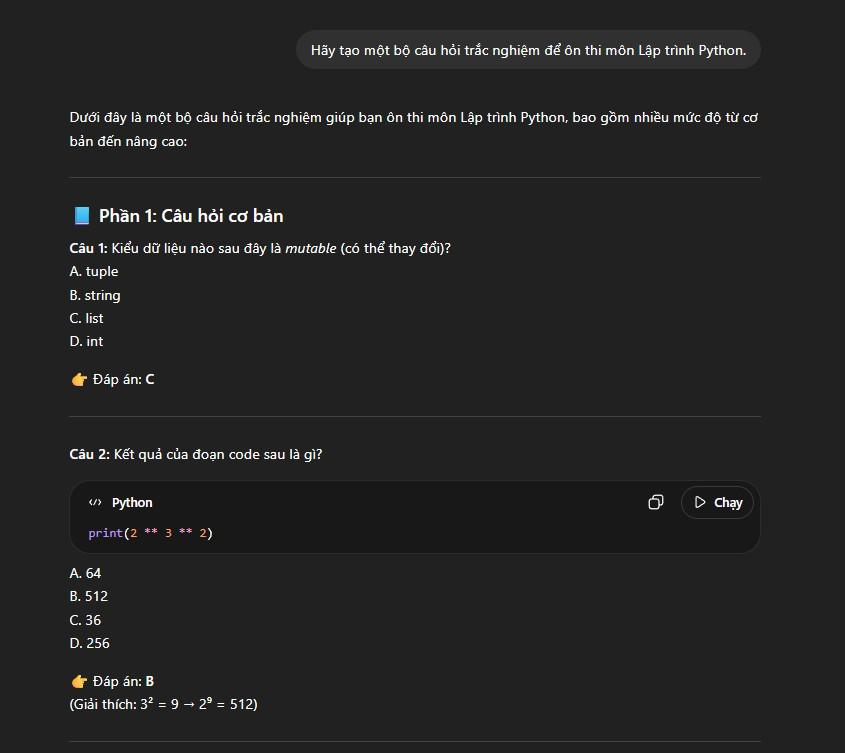 Hãy tạo một bộ câu hỏi trắc nghiệm để ôn thi môn Lập trình Python.
Dưới đây là một bộ câu hỏi trắc nghiệm giúp bạn ôn thi môn Lập trình Python, bao gồm nhiều mức độ từ cơ
bản đến nâng cao:
Phần 1: Câu hỏi cơ bản
Câu 1: Kiểu dữ liệu nào sau đây là mutable (có thể thay đổi)?
A. tuple
B. string
C. list
D. int
👉 Đáp án: C
Câu 2: Kết quả của đoạn code sau là gì?
Python
Chạy
print(2 ** 3 ** 2)
A. 64
B. 512
C. 36
D. 256
👉 Đáp án: B
(Giải thích: 3² = 9 → 2⁹ = 512)